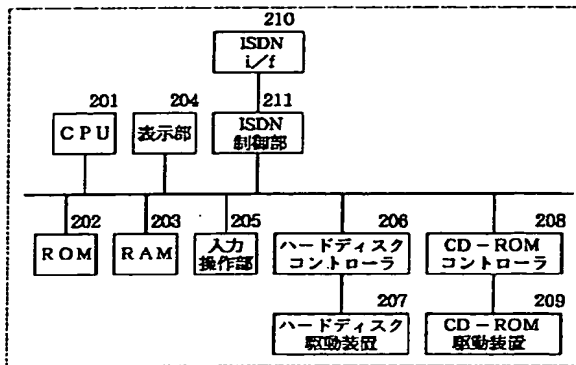 210
ISDN
i/f
201
204
211
CPU
表示部
ISDN
制御部
202
203
205
206
208
ROM
RAM
入力
操作部
ハードディスク
コントローラ
CD-ROM
コントローラ
207
209
ハードディスク
駆動装置
CD-ROM
駆動装置